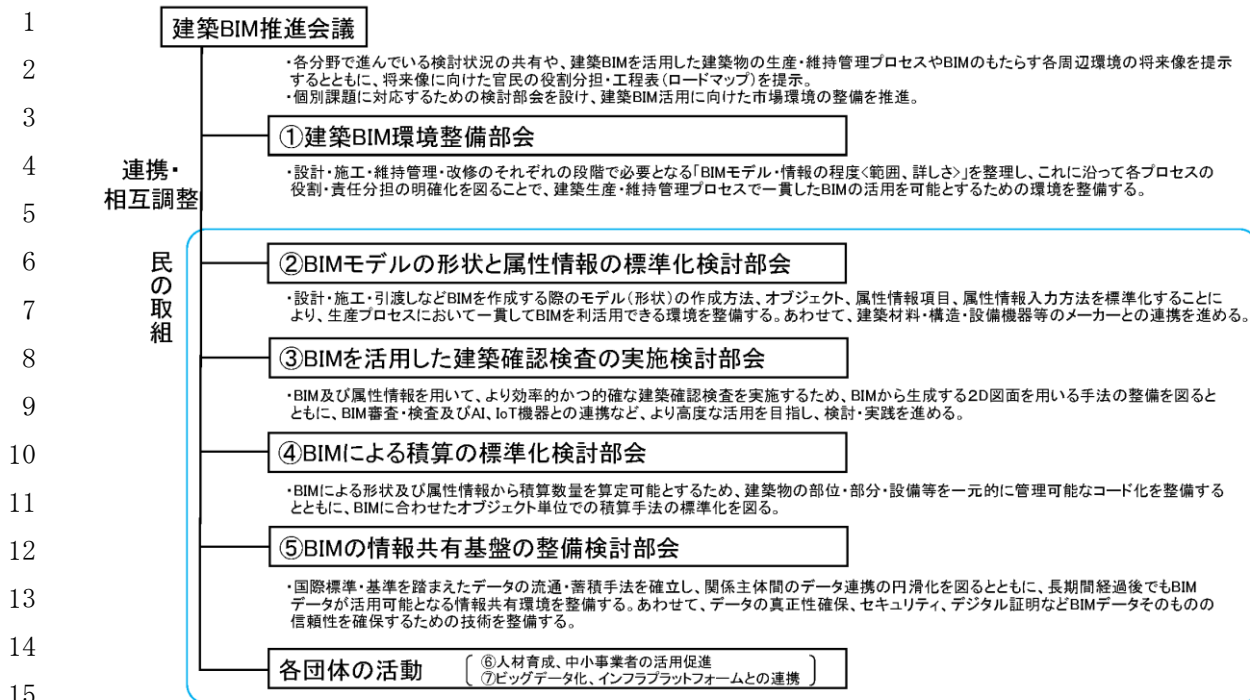 1
建築BIM推進会議
2
・各分野で進んでいる検討状況の共有や、建築BIMを活用した建築物の生産・維持管理プロセスやBIMのもたらす各周辺環境の将来像を提示
するとともに、将来像に向けた官民の役割分担・工程表(ロードマップ)を提示。
・個別課題に対応するための検討部会を設け、建築BIM活用に向けた市場環境の整備を推進。
3
①建築BIM環境整備部会
4
連携・
相互調整
・設計・施工・維持管理・改修のそれぞれの段階で必要となる「BIMモデル・情報の程度<範囲、詳しさ>」を整理し、これに沿って各プロセスの
役割・責任分担の明確化を図ることで、建築生産・維持管理プロセスで一貫したBIMの活用を可能とするための環境を整備する。
5
6
民の取組
②BIMモデルの形状と属性情報の標準化検討部会
7
・設計・施工・引渡しなどBIMを作成する際のモデル(形状)の作成方法、オブジェクト、属性情報項目、属性情報入力方法を標準化することに
より、生産プロセスにおいて一貫してBIMを利活用できる環境を整備する。あわせて、建築材料・構造・設備機器等のメーカーとの連携を進める。
8
③BIMを活用した建築確認検査の実施検討部会
9
・BIM及び属性情報を用いて、より効率的かつ的確な建築確認検査を実施するため、BIMから生成する2D図面を用いる手法の整備を図ると
ともに、BIM審査・検査及びAI、IoT機器との連携など、より高度な活用を目指し、検討・実践を進める。
10
④BIMによる積算の標準化検討部会
11
・BIMによる形状及び属性情報から積算数量を算定可能とするため、建築物の部位・部分・設備等を一元的に管理可能なコード化を整備する
とともに、BIMに合わせたオブジェクト単位での積算手法の標準化を図る。
12
⑤BIMの情報共有基盤の整備検討部会
13
・国際標準・基準を踏まえたデータの流通・蓄積手法を確立し、関係主体間のデータ連携の円滑化を図るとともに、長期間経過後でもBIM
データが活用可能となる情報共有環境を整備する。あわせて、データの真正性確保、セキュリティ、デジタル証明などBIMデータそのものの
信頼性を確保するための技術を整備する。
14
各団体の活動
⑥人材育成、中小事業者の活用促進
⑦ビッグデータ化、インフラプラットフォームとの連携
15